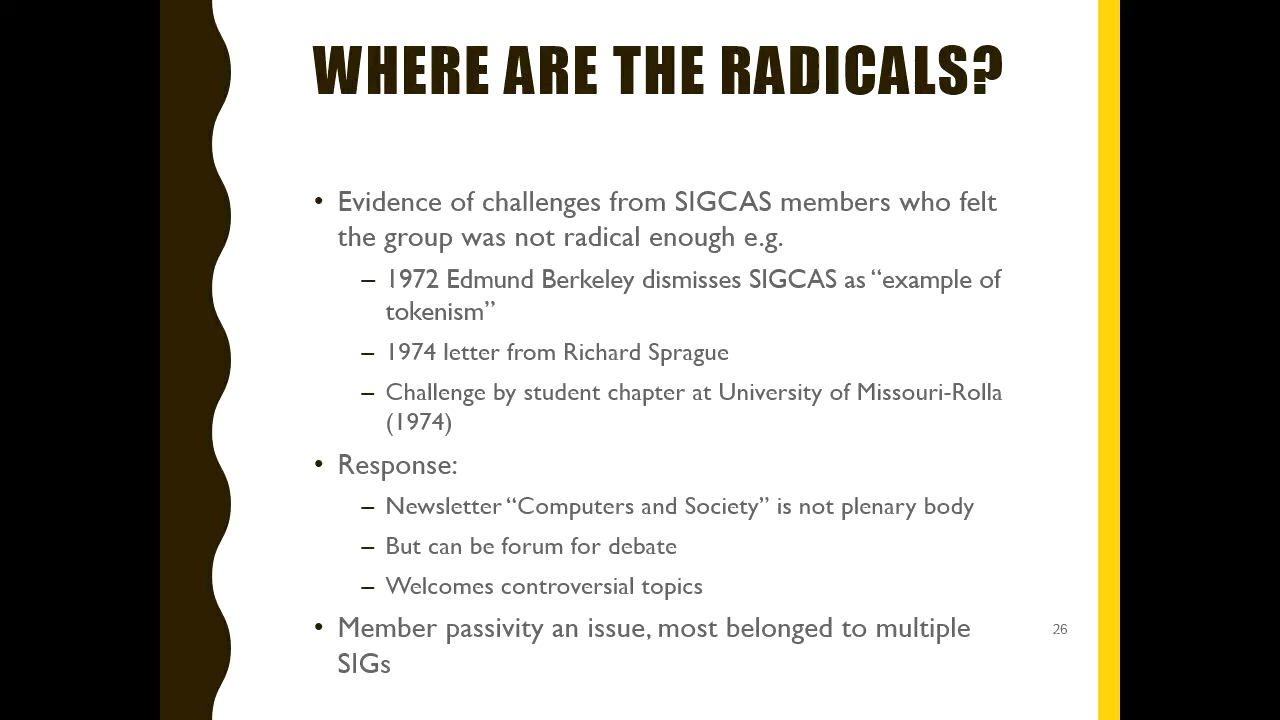 WHERE ARE THE RADICALS?
• Evidence of challenges from SIGCAS members who felt
the group was not radical enough e.g.
– 1972 Edmund Berkeley dismisses SIGCAS as “example of
tokenism”
– 1974 letter from Richard Sprague
– Challenge by student chapter at University of Missouri-Rolla
(1974)
• Response:
– Newsletter “Computers and Society” is not plenary body
– But can be forum for debate
– Welcomes controversial topics
• Member passivity an issue, most belonged to multiple
SIGs
26